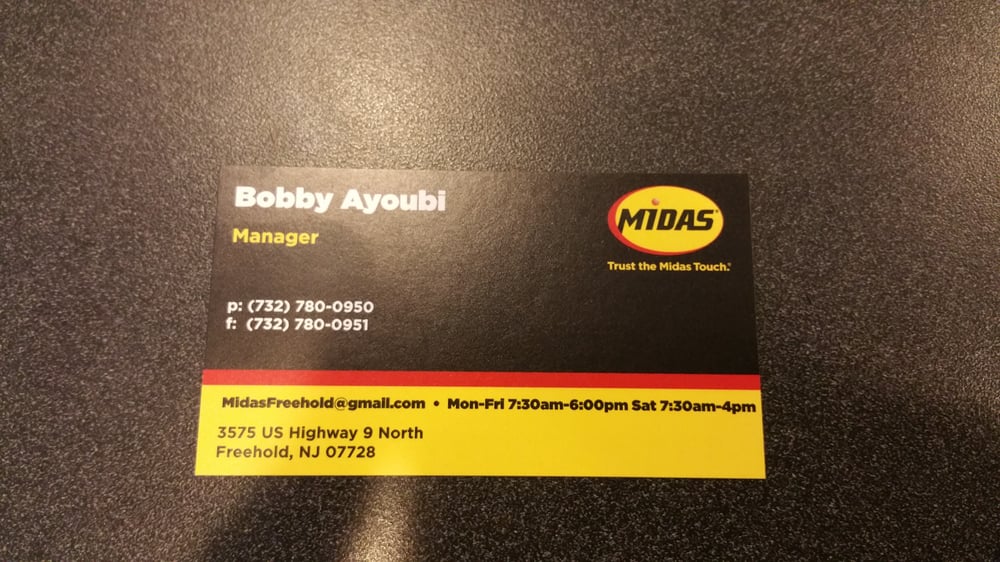 Bobby Ayoubi
Manager
MIDAS®
Trust the Midas Touch.®
p: (732) 780-0950
f: (732) 780-0951
MidasFreehold@gmail.com • Mon-Fri 7:30am-6:00pm Sat 7:30am-4pm
3575 US Highway 9 North
Freehold, NJ 07728